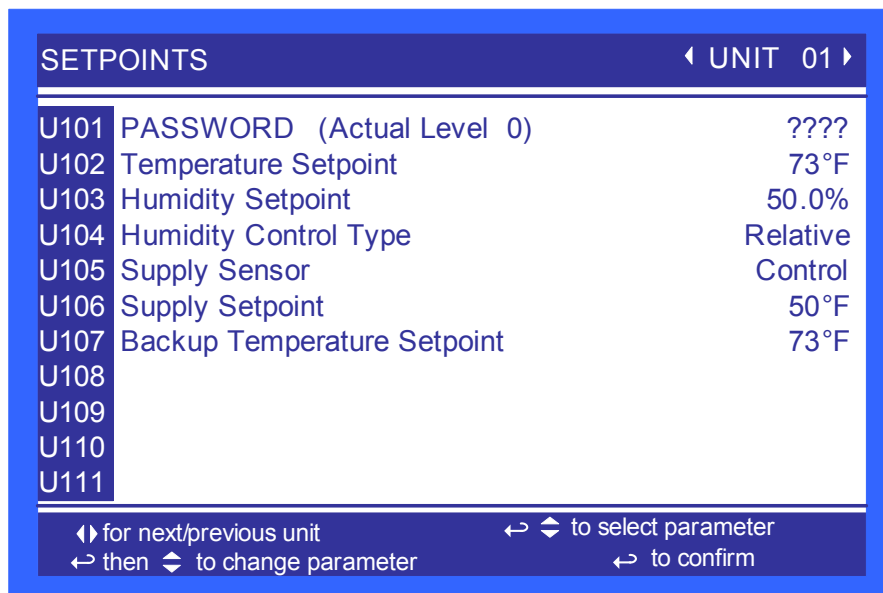 SETPOINTS UNIT 01
U101 PASSWORD (Actual Level 0) ????
U102 Temperature Setpoint 73°F
U103 Humidity Setpoint 50.0%
U104 Humidity Control Type Relative
U105 Supply Sensor Control
U106 Supply Setpoint 50°F
U107 Backup Temperature Setpoint 73°F
U108
U109
U110
U111
for next/previous unit ↵ to select parameter
↵ then to change parameter ↵ to confirm